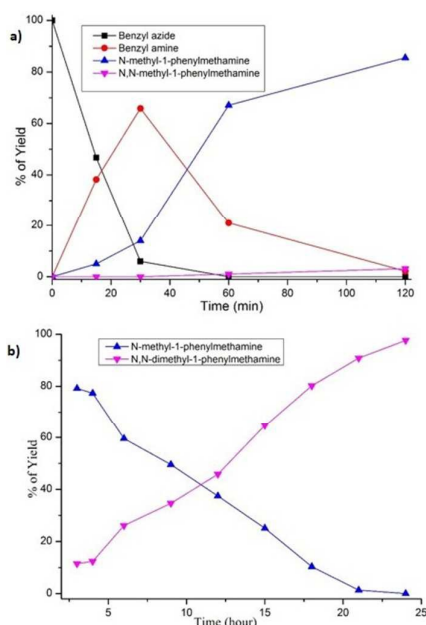 a)
Benzyl azide
Benzyl amine
N-methyl-1-phenylmethamine
N,N-methyl-1-phenylmethamine
100
80
60
40
20
0
% of Yield
0 20 40 60 80 100 120
Time (min)
b)
N-methyl-1-phenylmethamine
N,N-dimethyl-1-phenylmethamine
100
80
60
40
20
0
% of Yield
5 10 15 20 25
Time (hour)